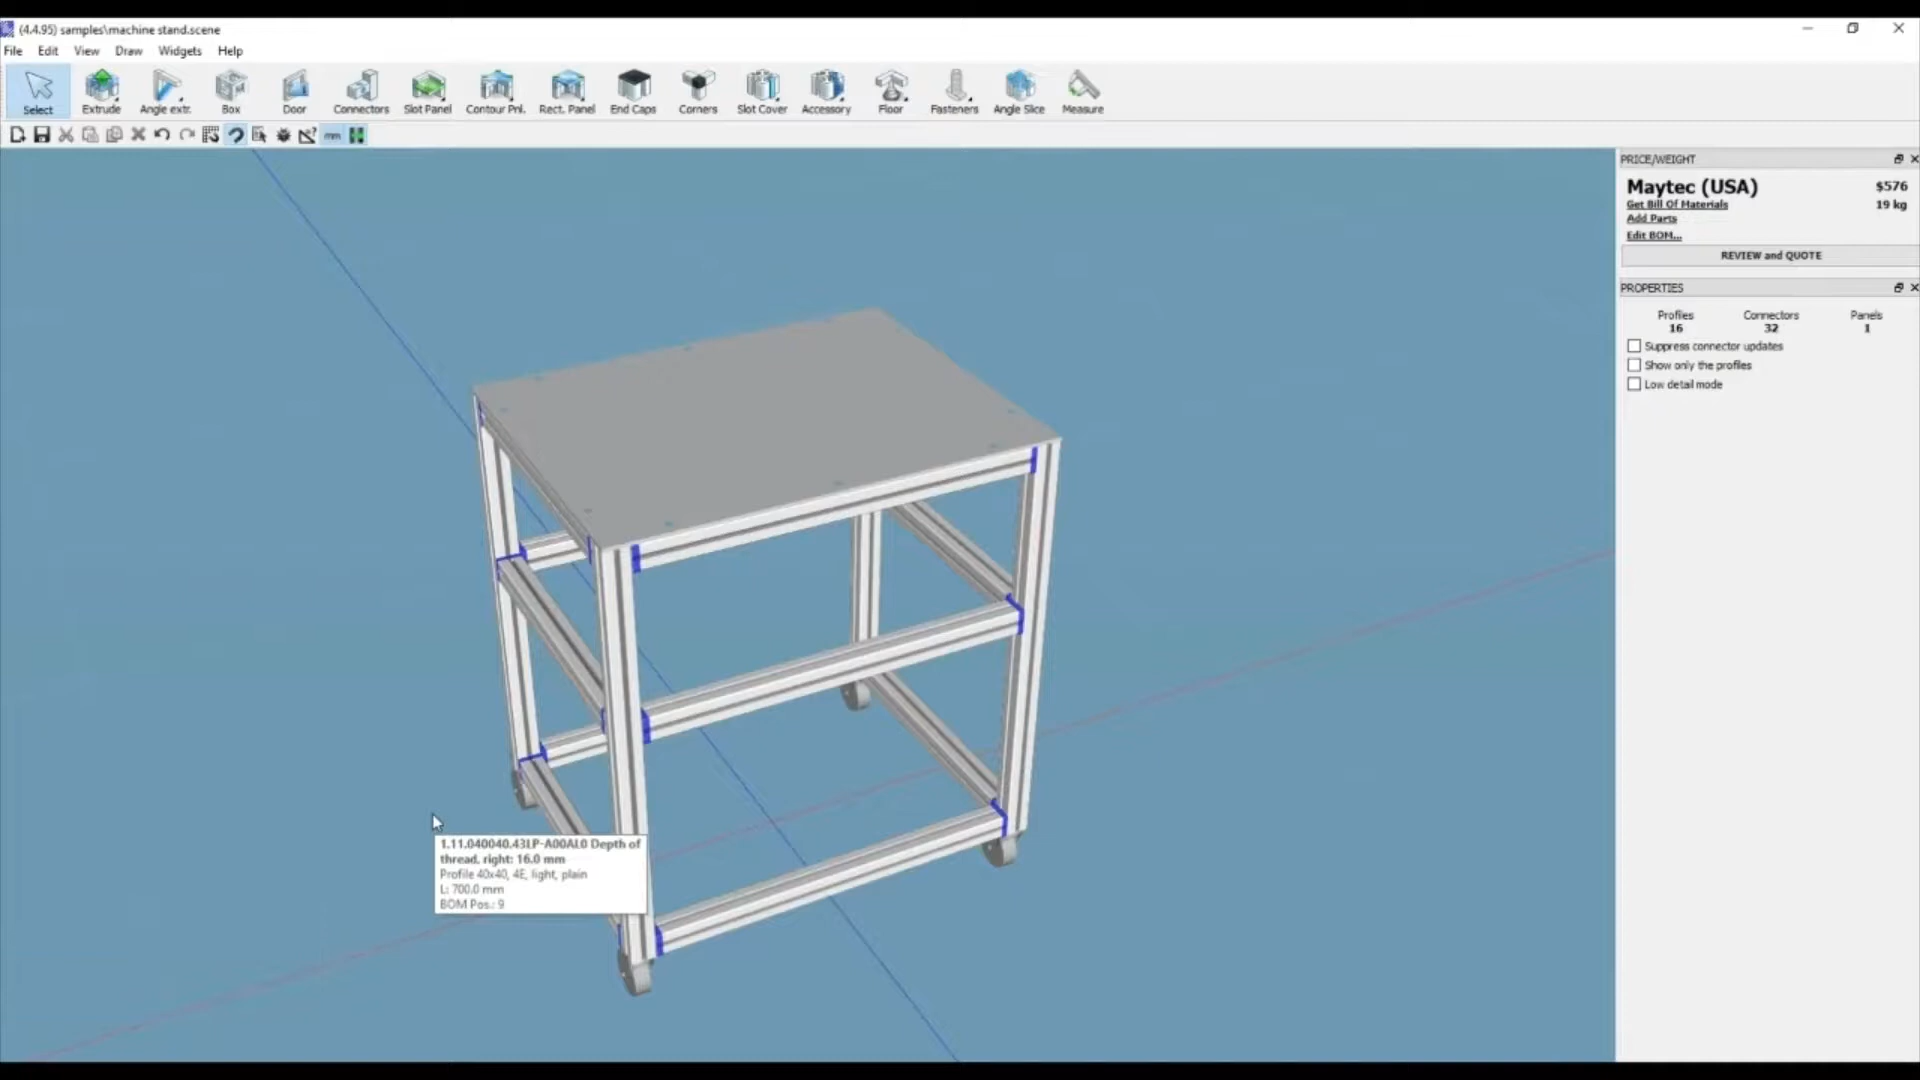 (4.4.95) samples\machine stand.scene
File Edit View Draw Widgets Help
Select Extrude Angle extr. Box Door Connectors Slot Panel Contour Pnl. Rect. Panel End Caps Corners Slot Cover Accessory Floor Fasteners Angle Slice Measure
mm
PRICE/WEIGHT
Maytec (USA) $576
Get Bill Of Materials 19 kg
Add Parts
Edit BOM...
REVIEW and QUOTE
PROPERTIES
Profiles Connectors Panels
16 32 1
Suppress connector updates
Show only the profiles
Low detail mode
1.11.040040.43LP-A00AL0 Depth of
thread, right: 16.0 mm
Profile 40x40, 4E, light, plain
L: 700.0 mm
BOM Pos.: 9